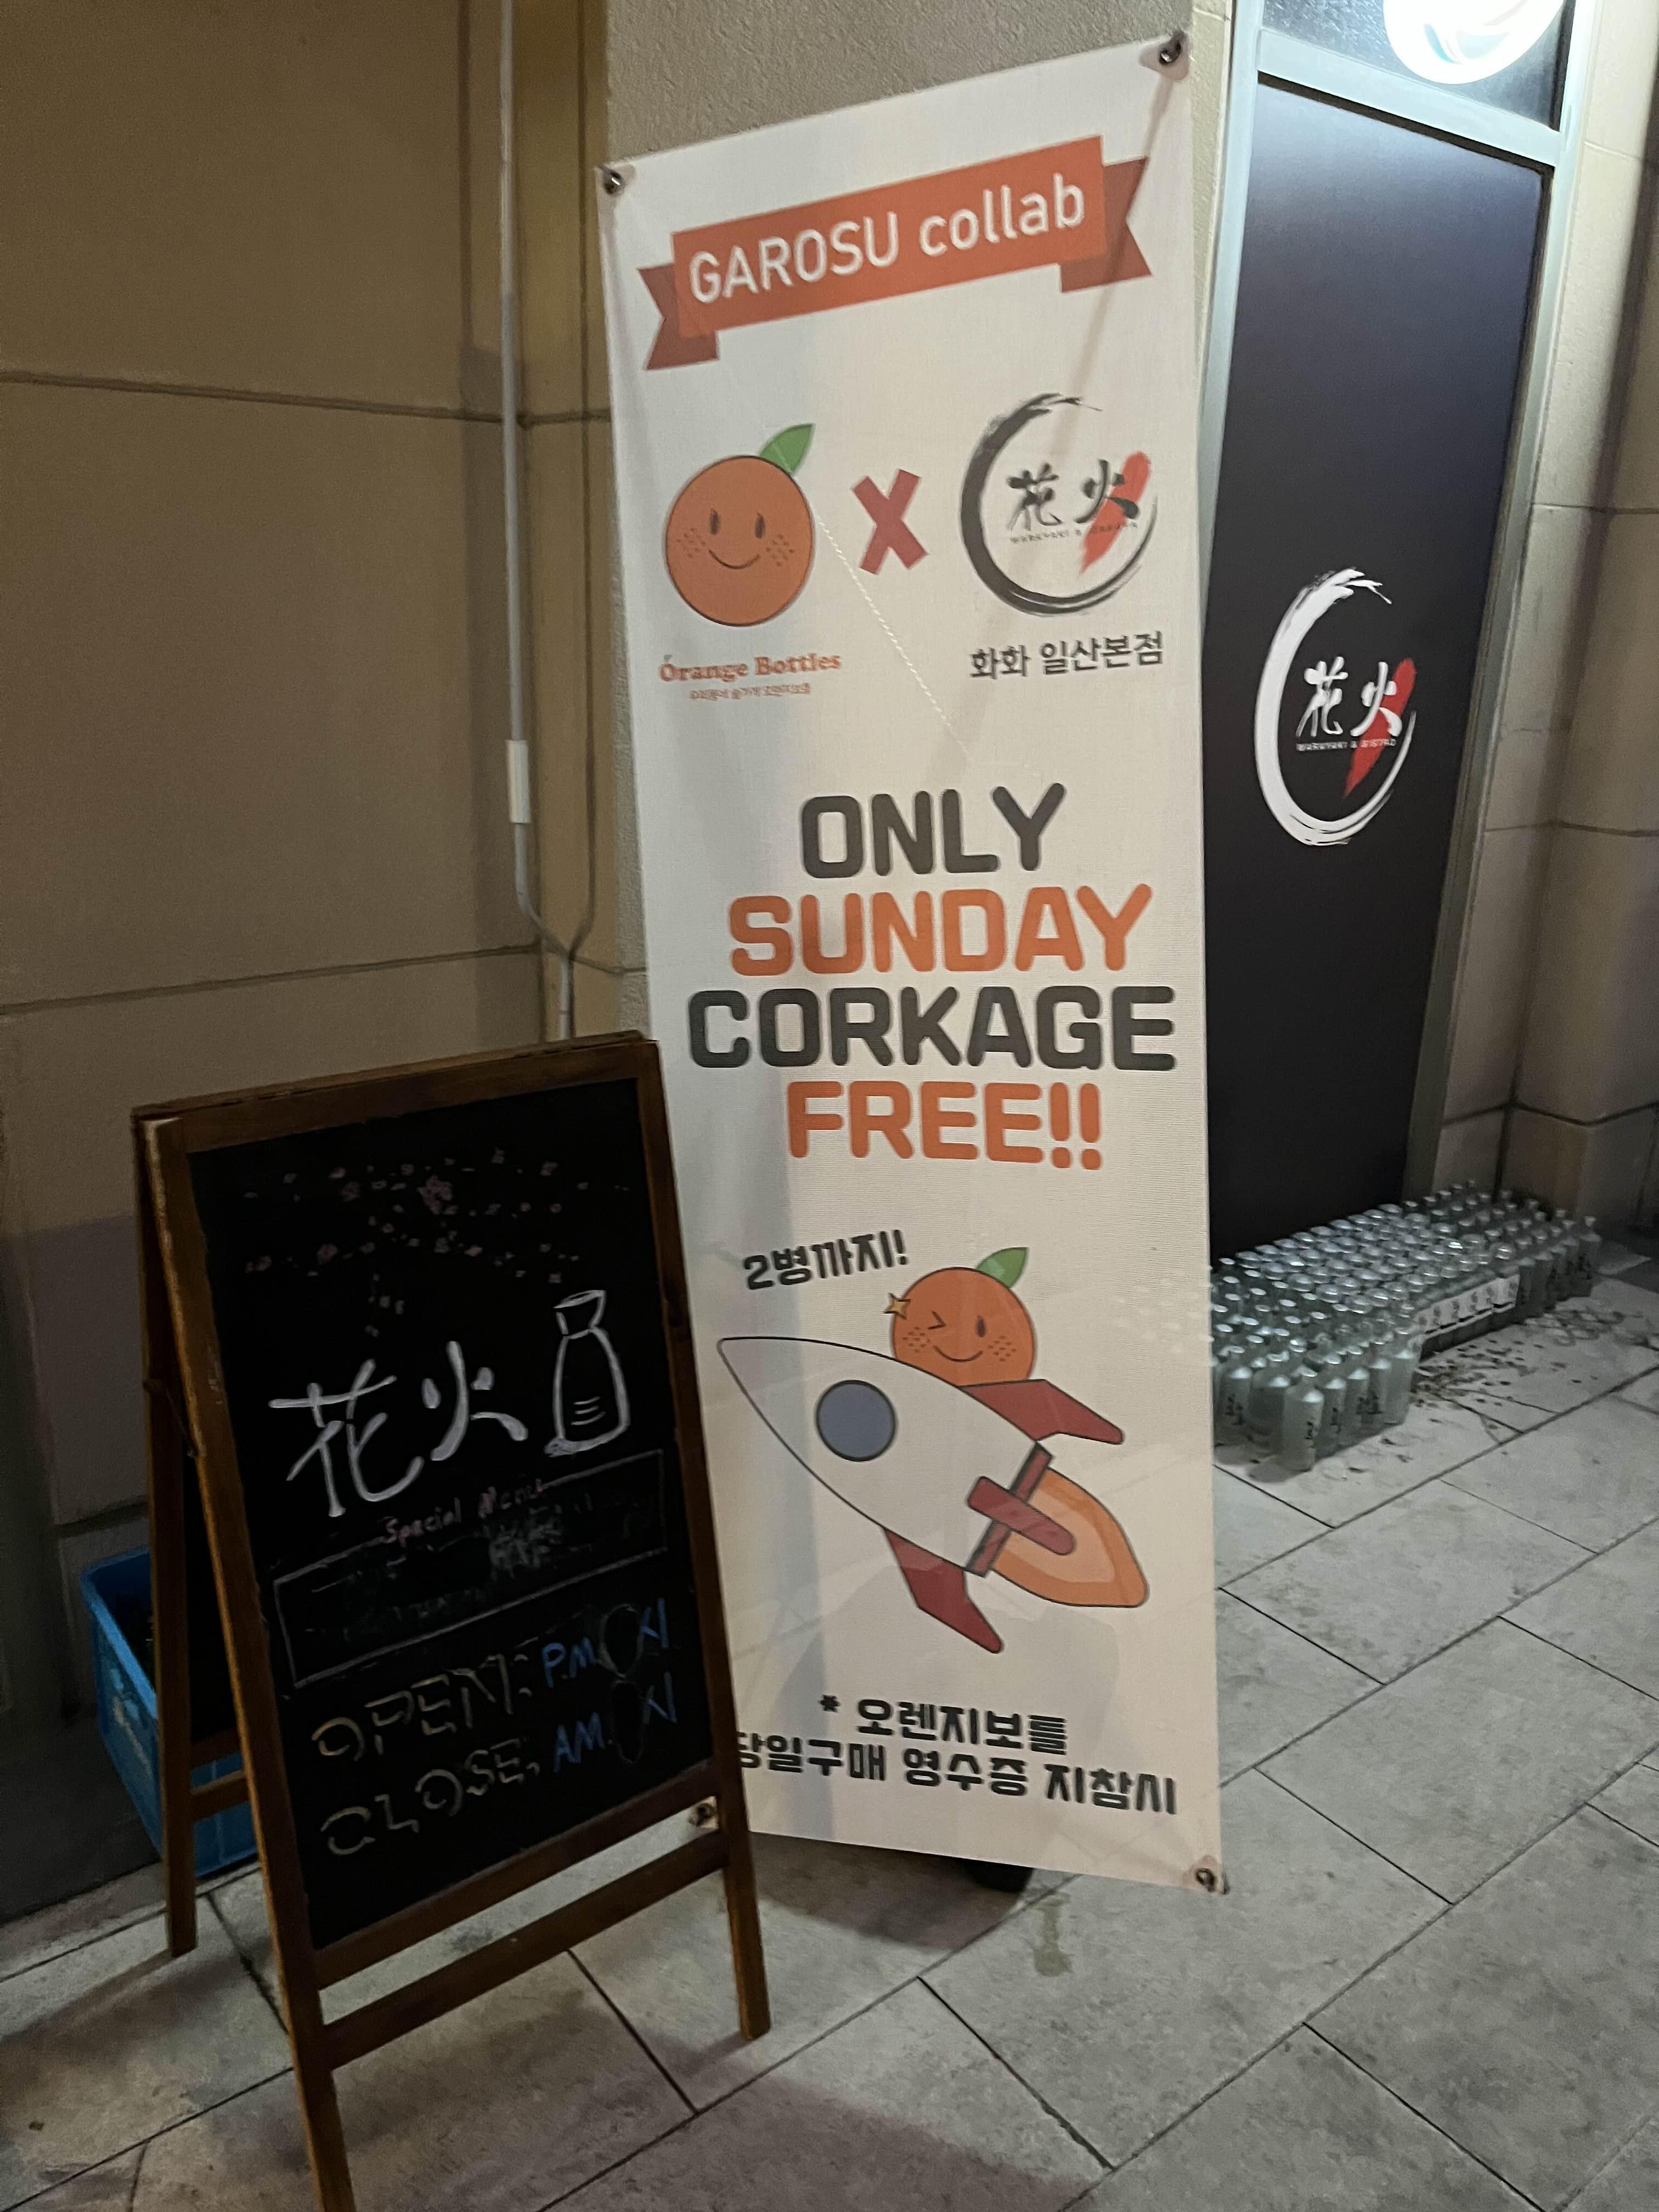 GAROSU collab
花火
Orange Bottles
화화 일산본점
ONLY
SUNDAY
CORKAGE
FREE!!
2병까지!
* 오렌지보틀
당일구매 영수증 지참시
花火
WARAYAKI & BISTRO
花火
Special Menu
OPEN: P.M 시
CLOSE: AM. 시